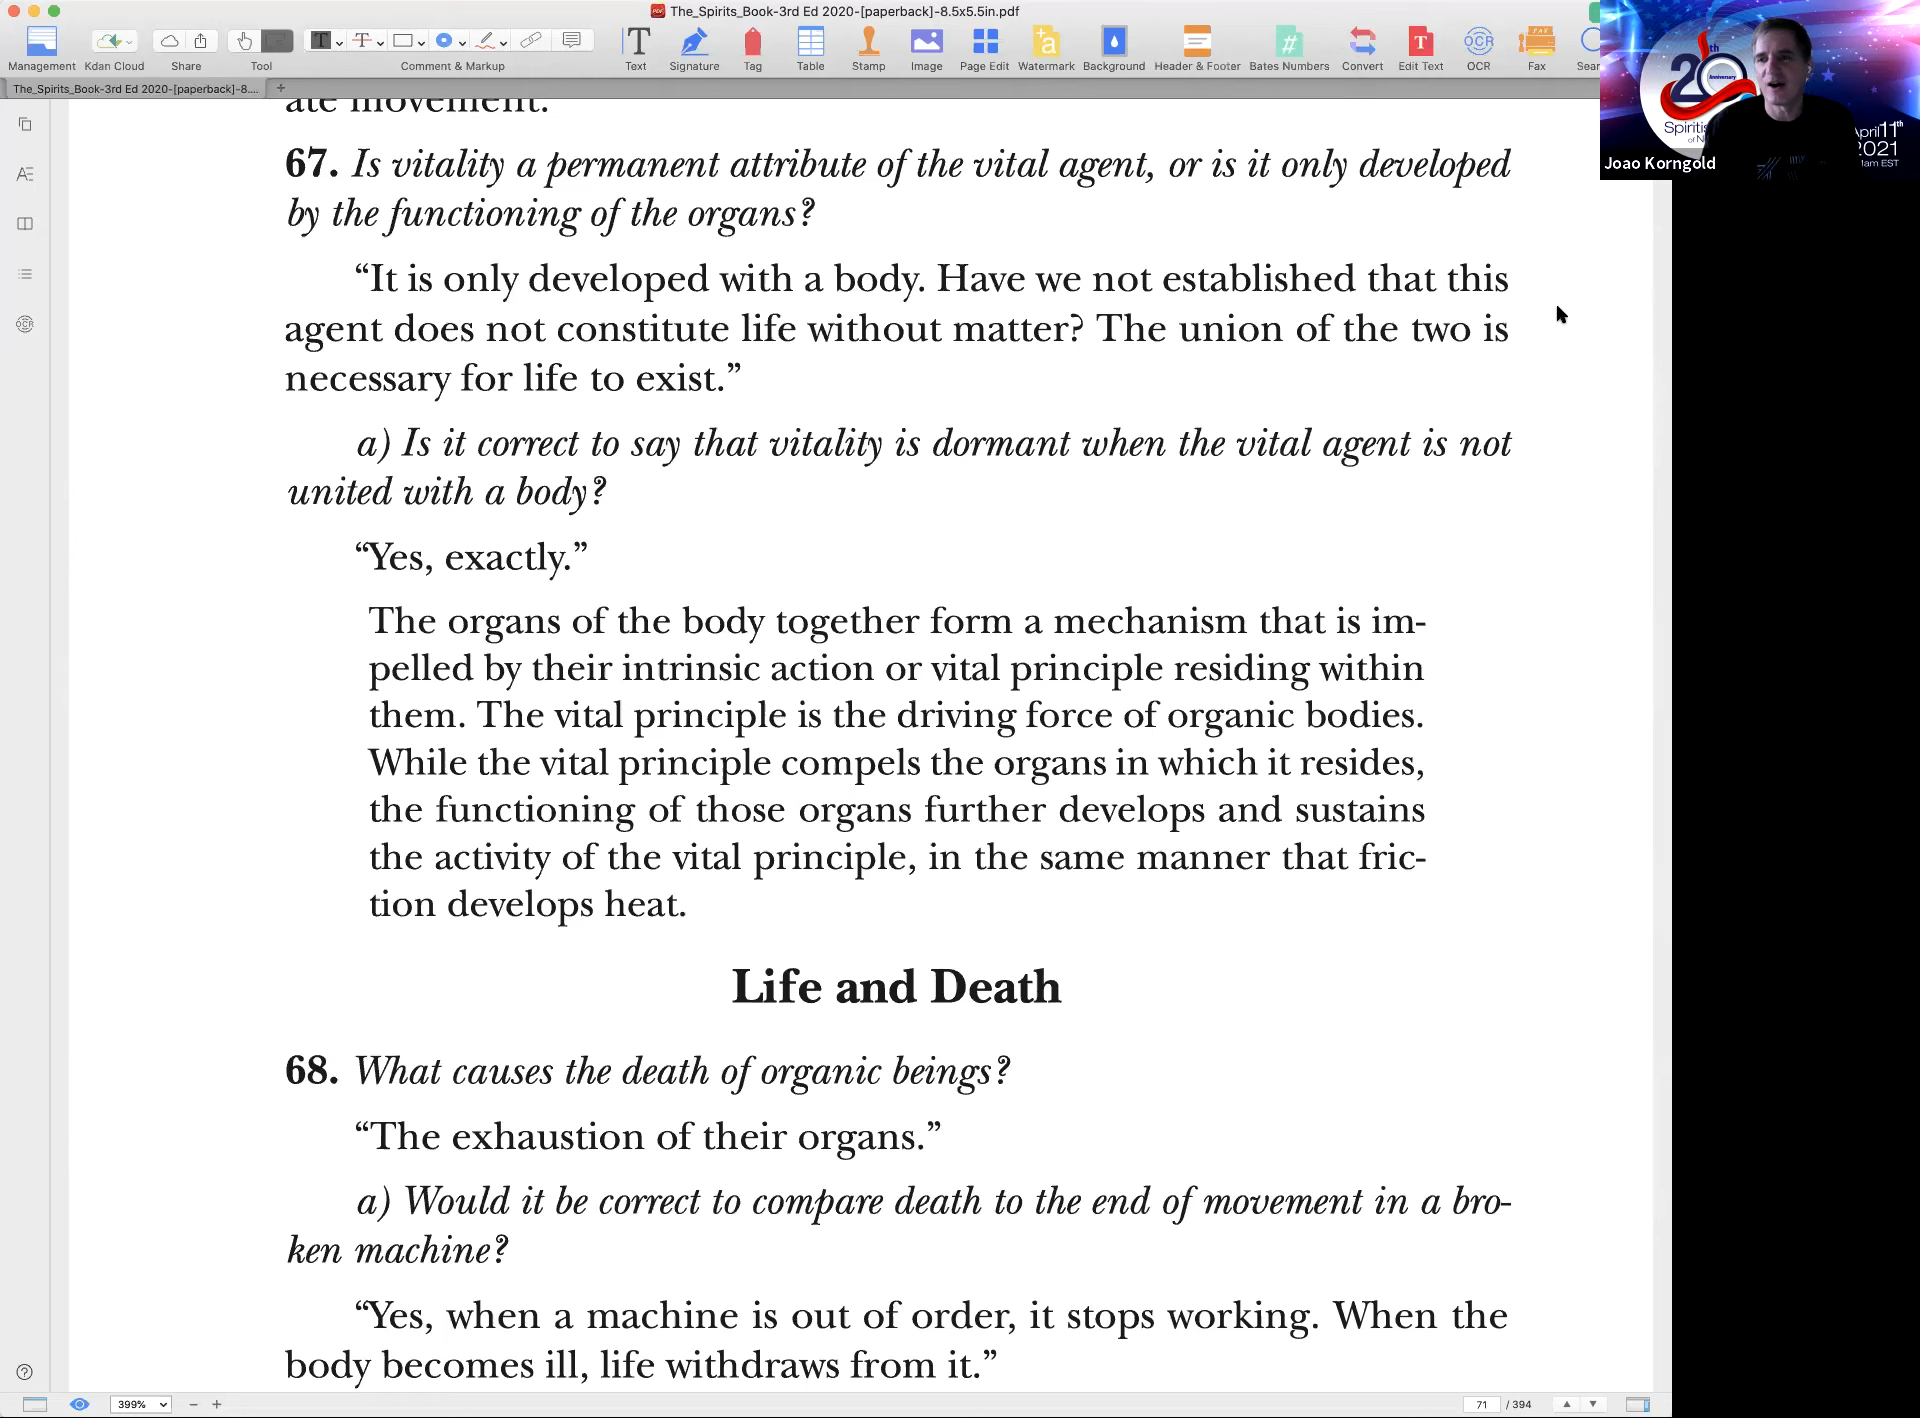 The_Spirits_Book-3rd Ed 2020-[paperback]-8.5x5.5in.pdf
Management Kdan Cloud Share Tool Comment & Markup Text Signature Tag Table Stamp Image Page Edit Watermark Background Header & Footer Bates Numbers Convert Edit Text OCR Fax
The_Spirits_Book-3rd Ed 2020-[paperback]-8....
ate movement.
67. Is vitality a permanent attribute of the vital agent, or is it only developed
by the functioning of the organs?
“It is only developed with a body. Have we not established that this
agent does not constitute life without matter? The union of the two is
necessary for life to exist.”
a) Is it correct to say that vitality is dormant when the vital agent is not
united with a body?
“Yes, exactly.”
The organs of the body together form a mechanism that is im-
pelled by their intrinsic action or vital principle residing within
them. The vital principle is the driving force of organic bodies.
While the vital principle compels the organs in which it resides,
the functioning of those organs further develops and sustains
the activity of the vital principle, in the same manner that fric-
tion develops heat.
Life and Death
68. What causes the death of organic beings?
“The exhaustion of their organs.”
a) Would it be correct to compare death to the end of movement in a bro-
ken machine?
“Yes, when a machine is out of order, it stops working. When the
body becomes ill, life withdraws from it.”
399%
71 / 394
20th
Anniversary
April 11th
2021
Joao Korngold